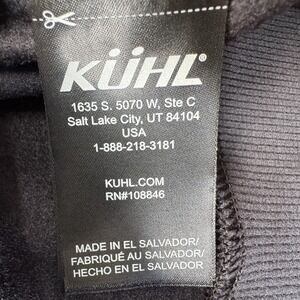 KÜHL®
1635 S. 5070 W, Ste C
Salt Lake City, UT 84104
USA
1-888-218-3181
KUHL.COM
RN#108846
MADE IN EL SALVADOR/
FABRIQUÉ AU SALVADOR/
HECHO EN EL SALVADOR